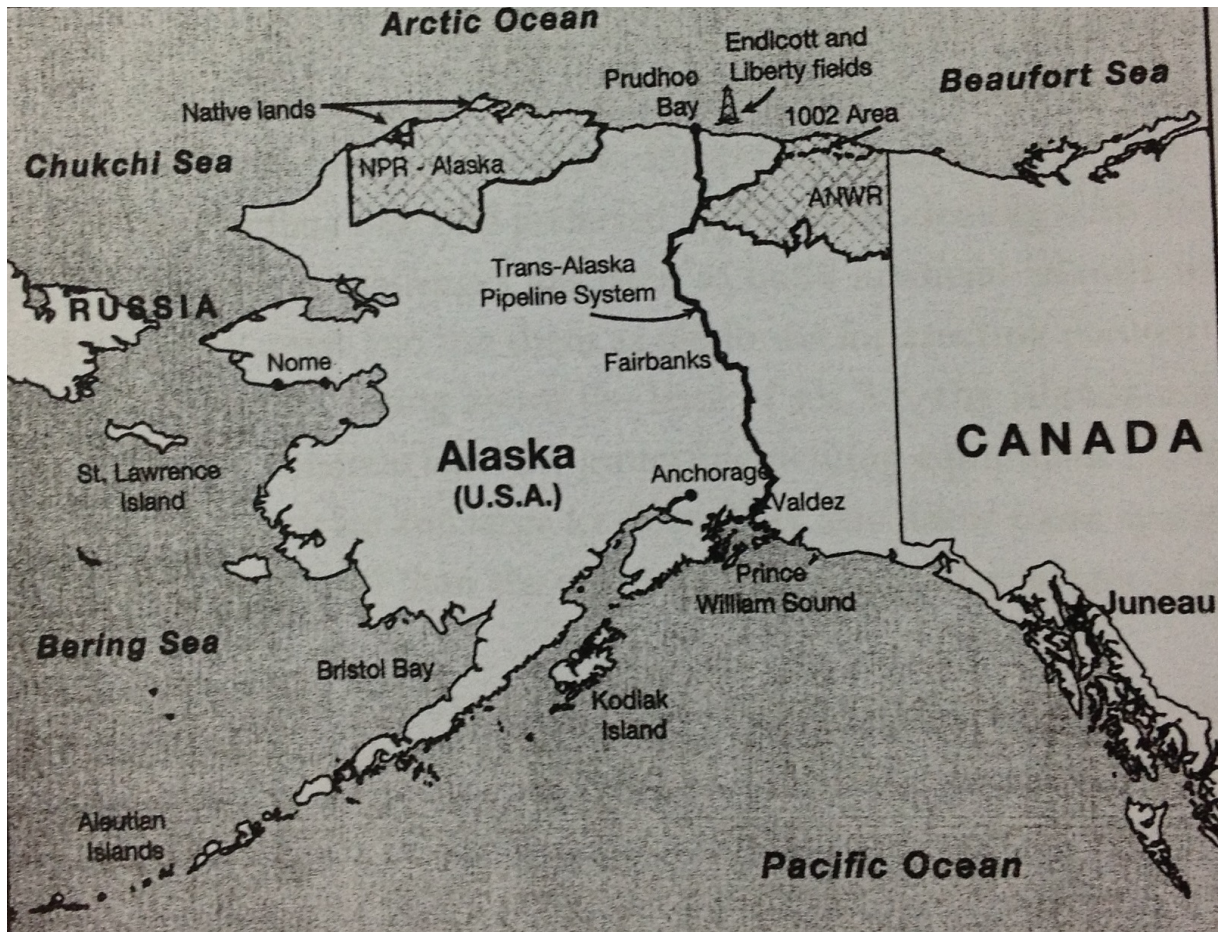 Arctic Ocean
Endicott and
Liberty fields
Prudhoe
Bay
Beaufort Sea
Native lands
1002 Area
Chukchi Sea
NPR - Alaska
ANWR
Trans-Alaska
Pipeline System
RUSSIA
Nome
Fairbanks
CANADA
Alaska
(U.S.A.)
St. Lawrence
Island
Anchorage
Valdez
Prince
William Sound
Juneau
Bering Sea
Bristol Bay
Kodiak
Island
Aleutian
Islands
Pacific Ocean